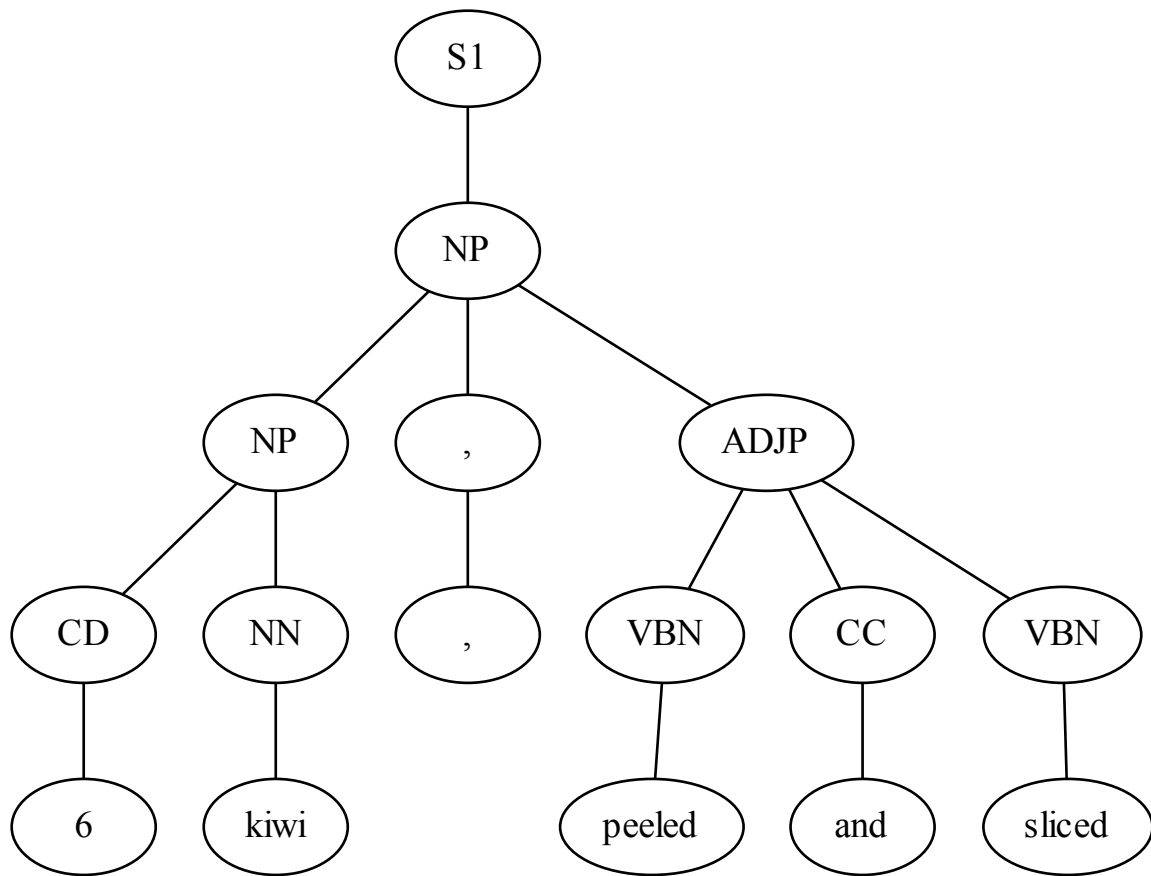 S1
NP
NP , ADJP
CD NN , VBN CC VBN
6 kiwi peeled and sliced